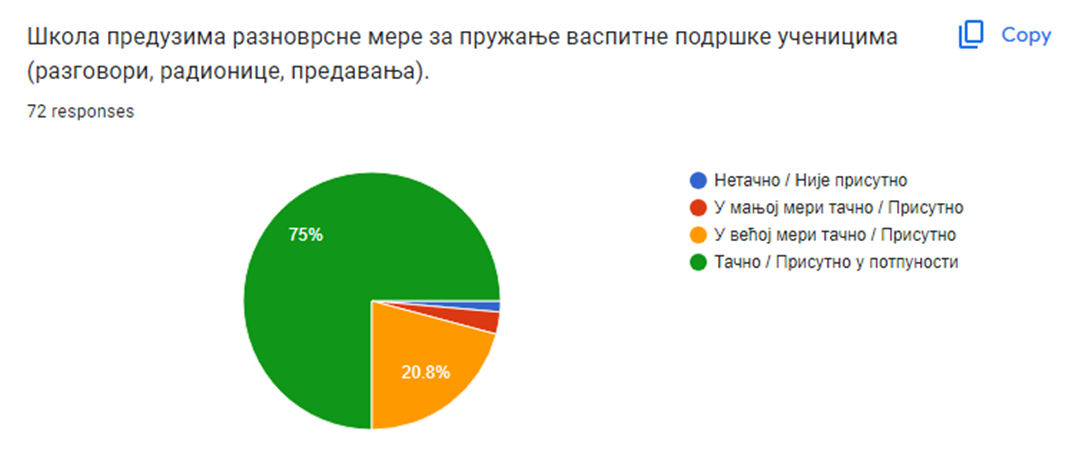 Школа предузима разноврсне мере за пружање васпитне подршке ученицима
(разговори, радионице, предавања).
Copy
72 responses
75%
20.8%
Нетачно / Није присутно
У мањој мери тачно / Присутно
У већој мери тачно / Присутно
Тачно / Присутно у потпуности